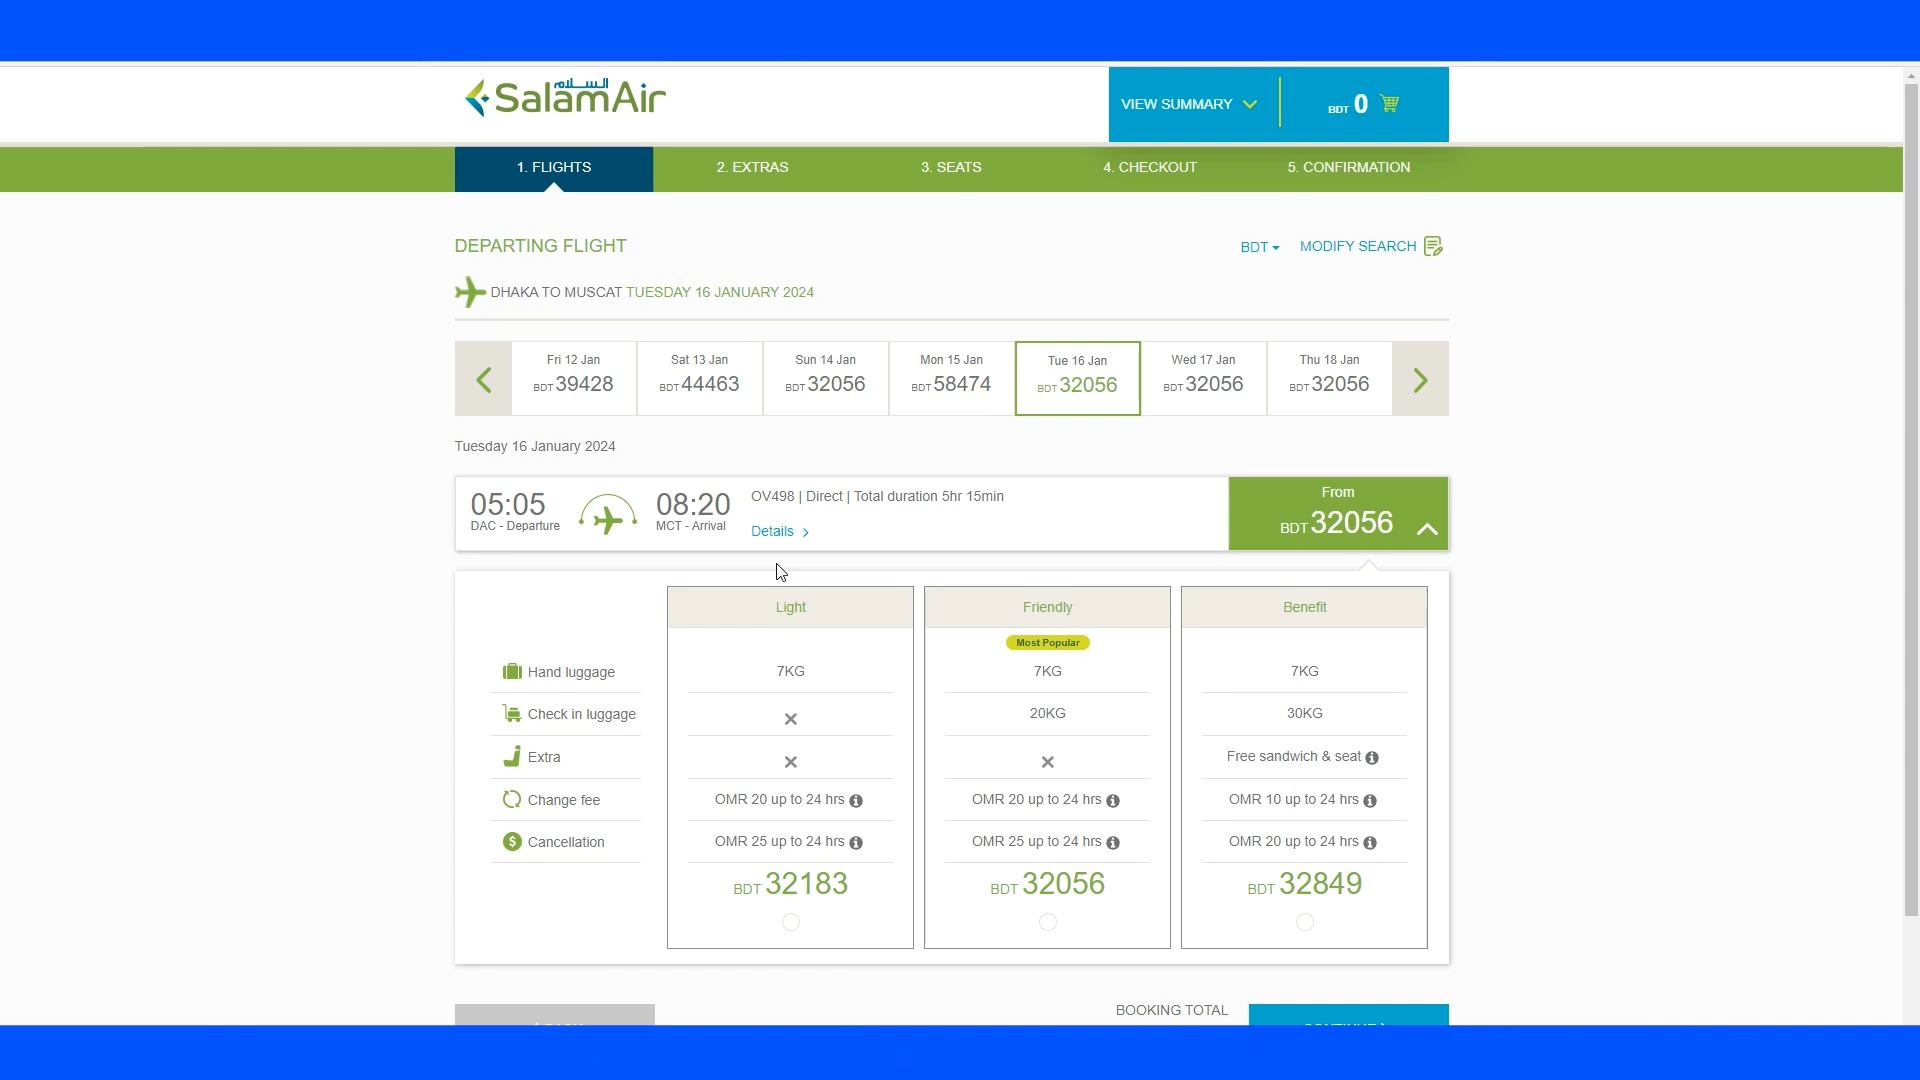 السلام
SalamAir
VIEW SUMMARY
BDT 0
1. FLIGHTS
2. EXTRAS
3. SEATS
4. CHECKOUT
5. CONFIRMATION
DEPARTING FLIGHT
BDT
MODIFY SEARCH
DHAKA TO MUSCAT TUESDAY 16 JANUARY 2024
Fri 12 Jan
BDT 39428
Sat 13 Jan
BDT 44463
Sun 14 Jan
BDT 32056
Mon 15 Jan
BDT 58474
Tue 16 Jan
BDT 32056
Wed 17 Jan
BDT 32056
Thu 18 Jan
BDT 32056
Tuesday 16 January 2024
05:05
DAC - Departure
08:20
MCT - Arrival
OV498 | Direct | Total duration 5hr 15min
Details
From
BDT 32056
Light
Friendly
Benefit
Most Popular
Hand luggage
7KG
7KG
7KG
Check in luggage
20KG
30KG
Extra
Free sandwich & seat
Change fee
OMR 20 up to 24 hrs
OMR 20 up to 24 hrs
OMR 10 up to 24 hrs
Cancellation
OMR 25 up to 24 hrs
OMR 25 up to 24 hrs
OMR 20 up to 24 hrs
BDT 32183
BDT 32056
BDT 32849
BOOKING TOTAL